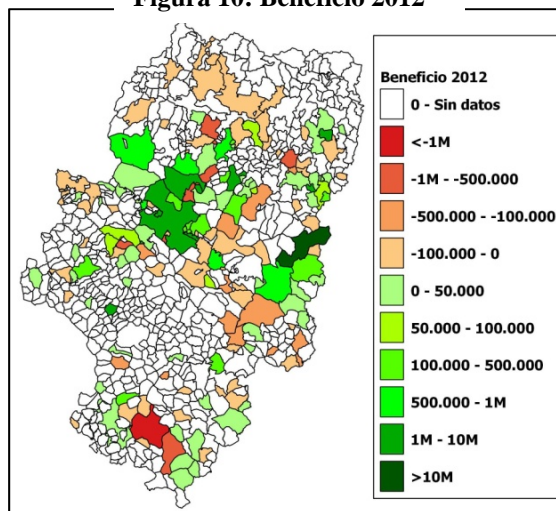 Figura 10: Beneficio 2012
Beneficio 2012
0 - Sin datos
<-1M
-1M - -500.000
-500.000 - -100.000
-100.000 - 0
0 - 50.000
50.000 - 100.000
100.000 - 500.000
500.000 - 1M
1M - 10M
>10M